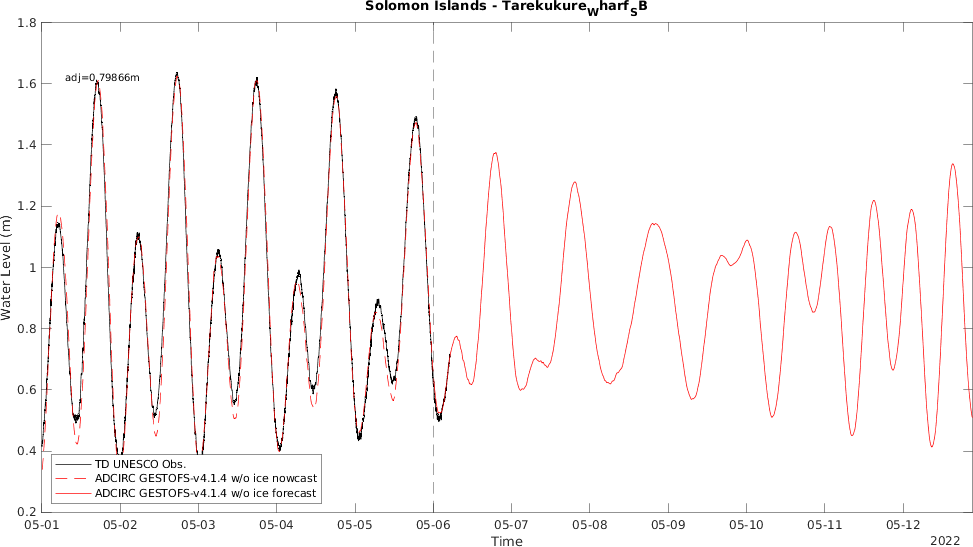 Solomon Islands - Tarekukure_Wharf_SB
1.8
adj=0.79866m
1.6
1.4
1.2
1
0.8
0.6
0.4
0.2
Water Level (m)
TD UNESCO Obs.
ADCIRC GESTOFS-v4.1.4 w/o ice nowcast
ADCIRC GESTOFS-v4.1.4 w/o ice forecast
05-01 05-02 05-03 05-04 05-05 05-06 05-07 05-08 05-09 05-10 05-11 05-12
Time
2022